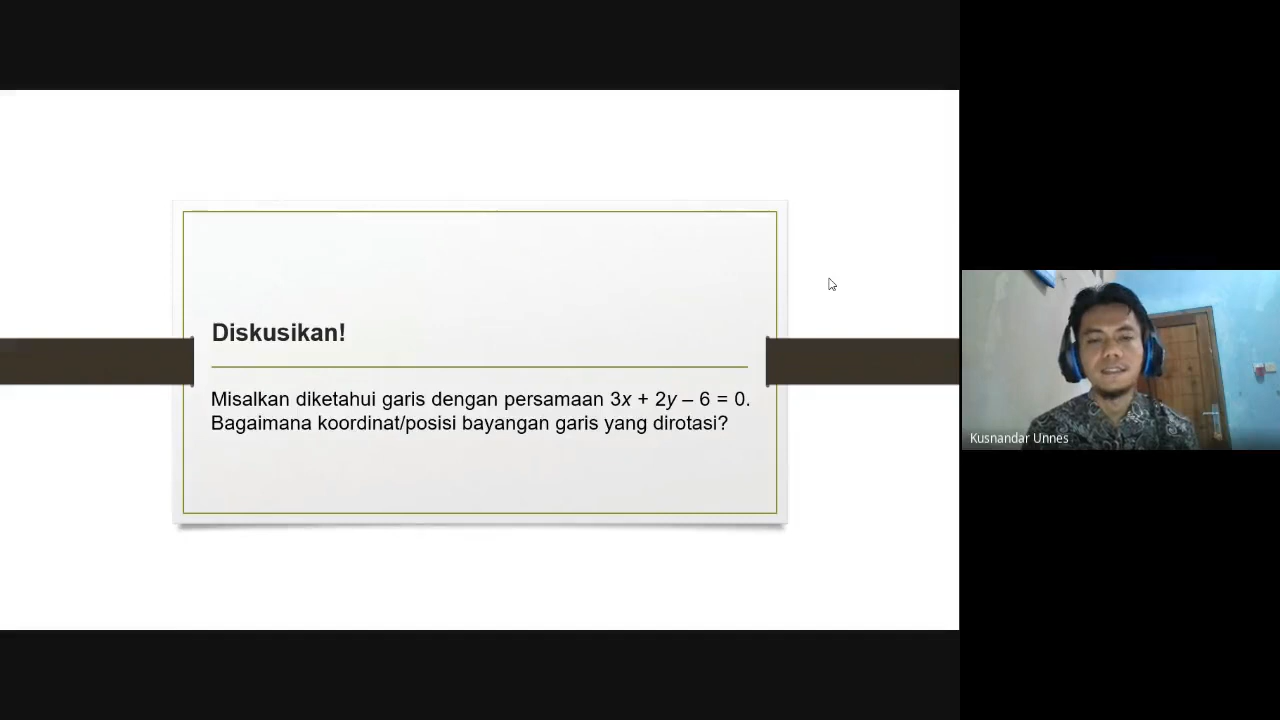 Diskusikan!
Misalkan diketahui garis dengan persamaan 3x + 2y – 6 = 0.
Bagaimana koordinat/posisi bayangan garis yang dirotasi?
Kusnandar Unnes